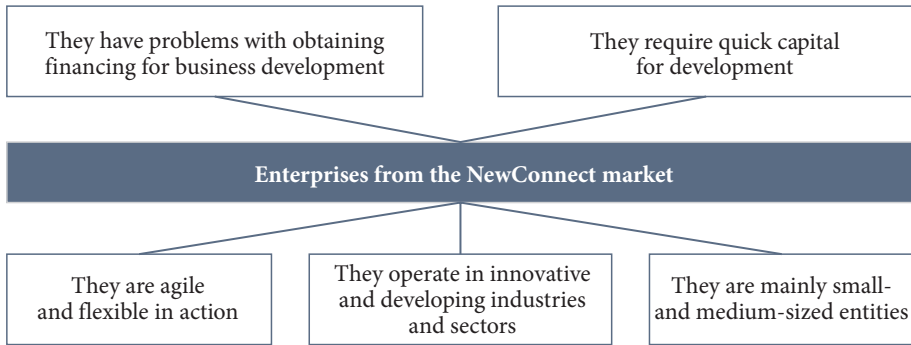 They have problems with obtaining
financing for business development
They require quick capital
for development
Enterprises from the NewConnect market
They are agile
and flexible in action
They operate in innovative
and developing industries
and sectors
They are mainly small-
and medium-sized entities